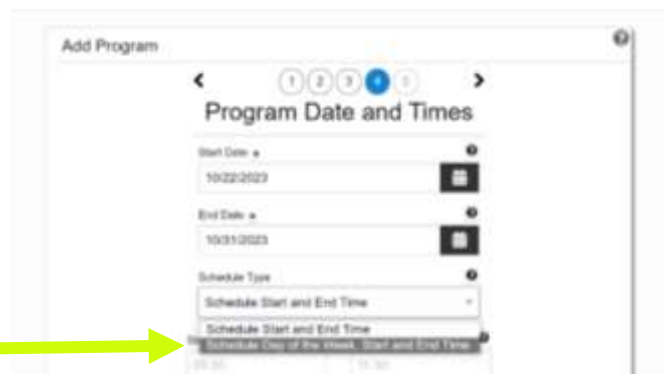 Add Program
1 2 3 4 5
Program Date and Times
Start Date
10/22/2023
End Date
10/31/2023
Schedule Type
Schedule Start and End Time
Schedule Start and End Time
Schedule Day of the Week, Start and End Time